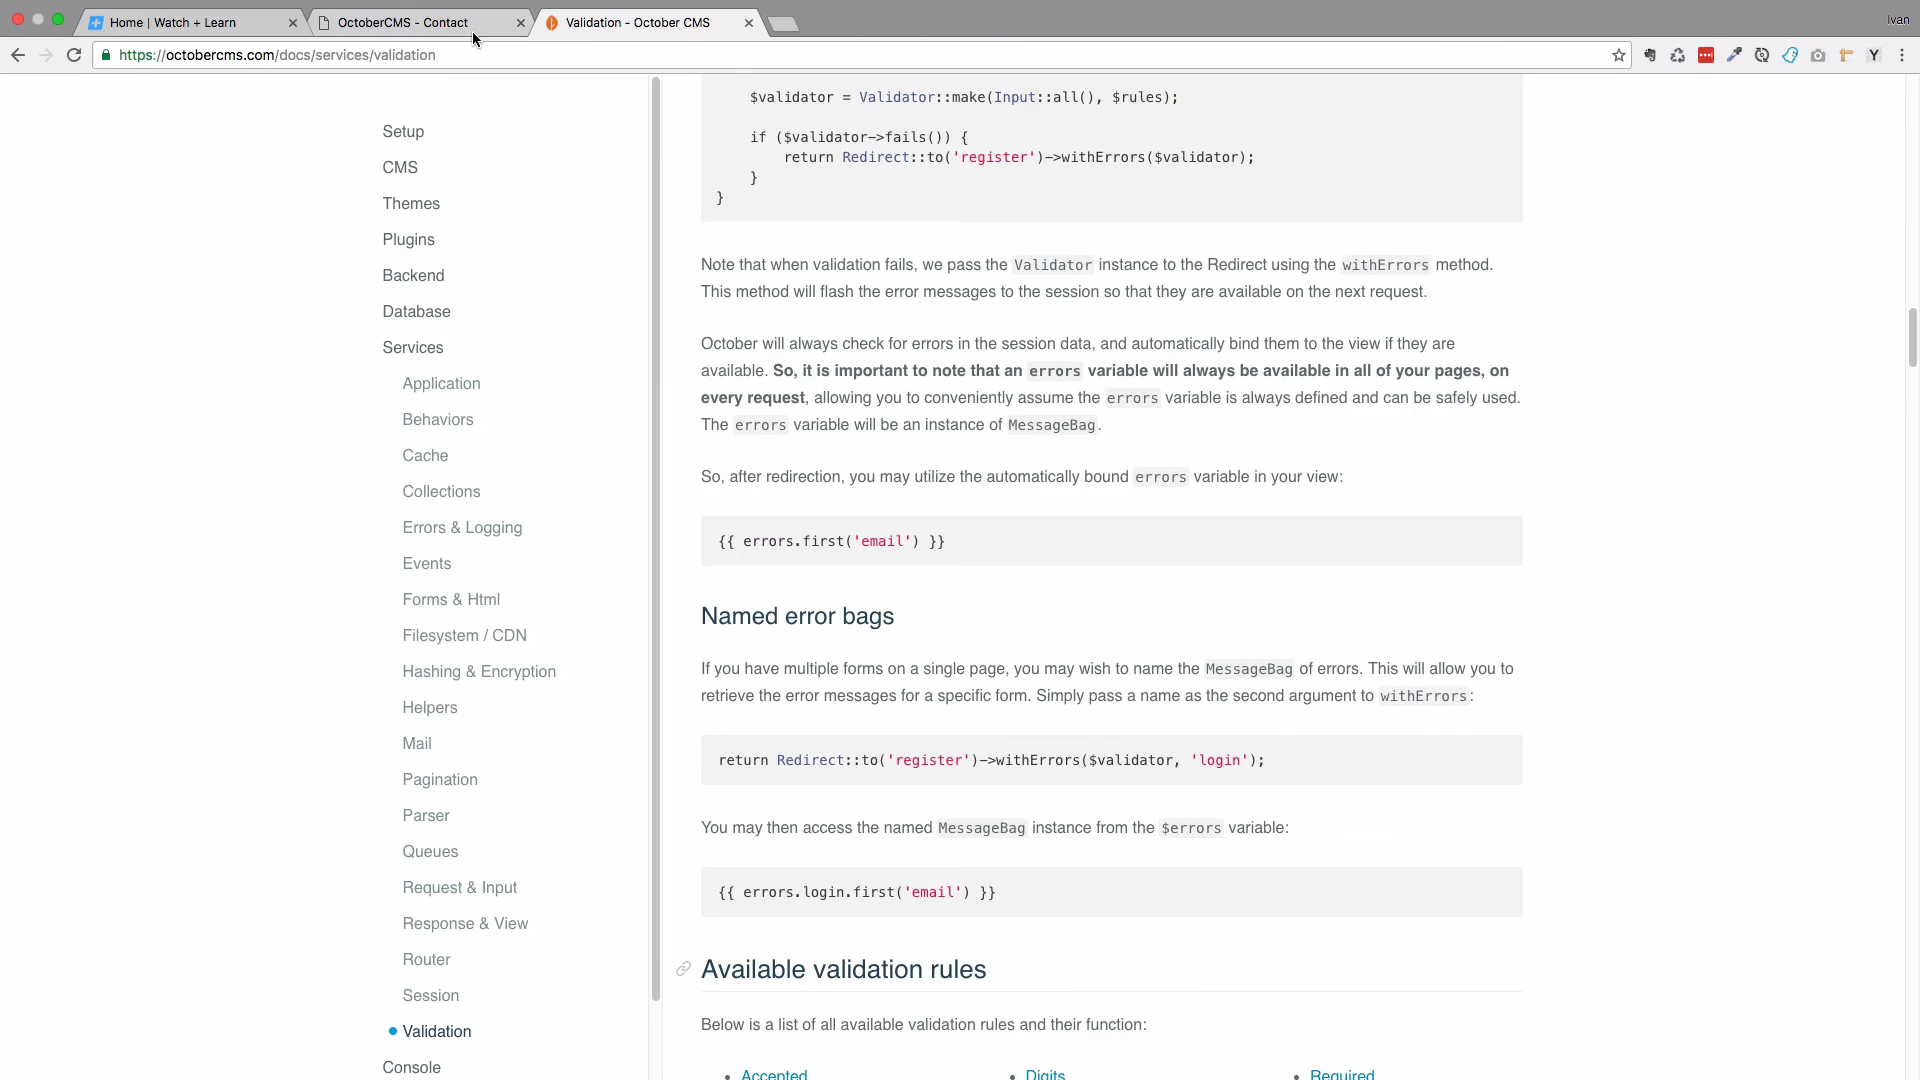 Home | Watch + Learn
OctoberCMS - Contact
Validation - October CMS
Ivan
https://octobercms.com/docs/services/validation
Setup
CMS
Themes
Plugins
Backend
Database
Services
Application
Behaviors
Cache
Collections
Errors & Logging
Events
Forms & Html
Filesystem / CDN
Hashing & Encryption
Helpers
Mail
Pagination
Parser
Queues
Request & Input
Response & View
Router
Session
Validation
Console
$validator = Validator::make(Input::all(), $rules);
if ($validator->fails()) {
return Redirect::to('register')->withErrors($validator);
}
}
Note that when validation fails, we pass the Validator instance to the Redirect using the withErrors method.
This method will flash the error messages to the session so that they are available on the next request.
October will always check for errors in the session data, and automatically bind them to the view if they are
available. So, it is important to note that an errors variable will always be available in all of your pages, on
every request, allowing you to conveniently assume the errors variable is always defined and can be safely used.
The errors variable will be an instance of MessageBag.
So, after redirection, you may utilize the automatically bound errors variable in your view:
{{ errors.first('email') }}
Named error bags
If you have multiple forms on a single page, you may wish to name the MessageBag of errors. This will allow you to
retrieve the error messages for a specific form. Simply pass a name as the second argument to withErrors:
return Redirect::to('register')->withErrors($validator, 'login');
You may then access the named MessageBag instance from the $errors variable:
{{ errors.login.first('email') }}
Available validation rules
Below is a list of all available validation rules and their function:
• Accepted
• Digits
• Required